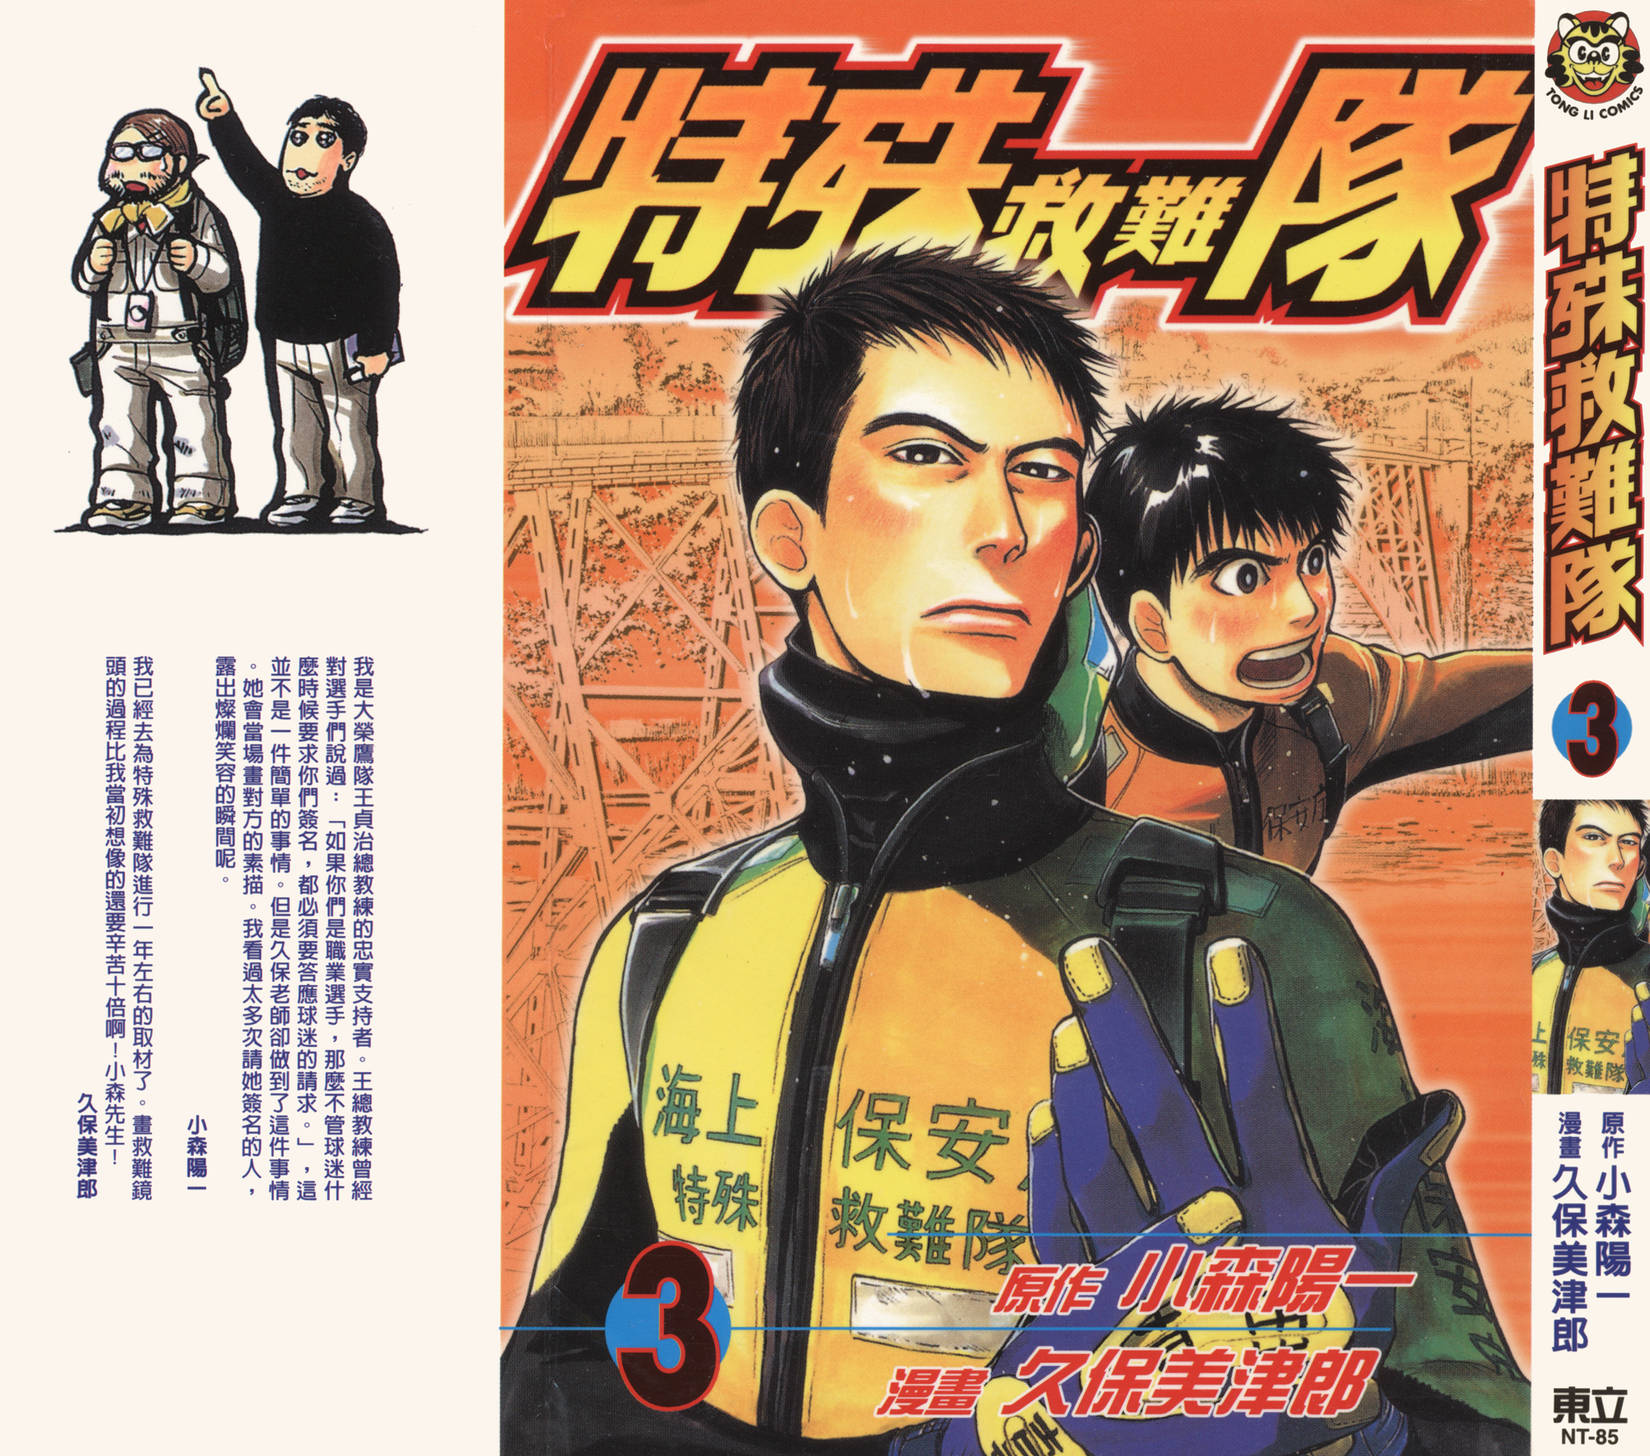 特殊救難隊
海上保安
特殊救難隊
保安庁
3
原作 小森陽一
漫畫 久保美津郎
TONG LI COMICS
特殊救難隊
3
上保安
殊救難隊
原作 小森陽一
漫畫 久保美津郎
東立
NT-85
我是大榮鷹隊王貞治總教練的忠實支持者。王總教練曾經
對選手們說過：「如果你們是職業選手，那麼不管球迷什
麼時候要求你們簽名，都必須要答應球迷的請求。」，這
並不是一件簡單的事情。但是久保老師卻做到了這件事情
。她會當場畫對方的素描。我看過太多次請她簽名的人，
露出燦爛笑容的瞬間呢。
小森陽一
我已經去為特殊救難隊進行一年左右的取材了。畫救難鏡
頭的過程比我當初想像的還要辛苦十倍啊！小森先生！
久保美津郎